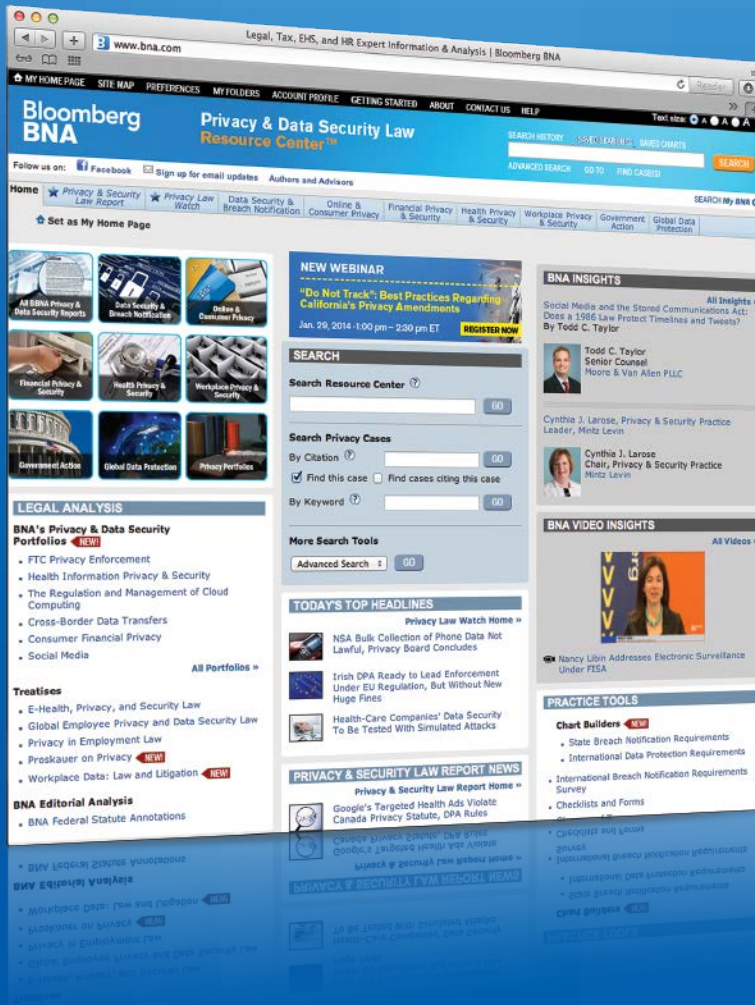 Legal, Tax, EHS, and HR Expert Information & Analysis | Bloomberg BNA
www.bna.com
Reader
MY HOME PAGE SITE MAP PREFERENCES MY FOLDERS ACCOUNT PROFILE GETTING STARTED ABOUT CONTACT US HELP
Text size: A A A
Bloomberg
BNA
Privacy & Data Security Law
Resource Center™
SEARCH HISTORY SAVED SEARCHES SAVED CHARTS
SEARCH
ADVANCED SEARCH GO TO FIND CASE(S)
Follow us on: Facebook Sign up for email updates Authors and Advisors
SEARCH My BNA
Home
Privacy & Security
Law Report
Privacy Law
Watch
Data Security &
Breach Notification
Online &
Consumer Privacy
Financial Privacy
& Security
Health Privacy
& Security
Workplace Privacy
& Security
Government
Action
Global Data
Protection
Set as My Home Page
All BBNA Privacy &
Data Security Reports
Data Security &
Breach Notification
Online &
Consumer Privacy
Financial Privacy &
Security
Health Privacy &
Security
Workplace Privacy &
Security
Government Action
Global Data Protection
Privacy Portfolios
LEGAL ANALYSIS
BNA's Privacy & Data Security
Portfolios NEW!
FTC Privacy Enforcement
Health Information Privacy & Security
The Regulation and Management of Cloud
Computing
Cross-Border Data Transfers
Consumer Financial Privacy
Social Media
All Portfolios »
Treatises
E-Health, Privacy, and Security Law
Global Employee Privacy and Data Security Law
Privacy in Employment Law
Proskauer on Privacy NEW!
Workplace Data: Law and Litigation NEW!
BNA Editorial Analysis
BNA Federal Statute Annotations
NEW WEBINAR
"Do Not Track": Best Practices Regarding
California's Privacy Amendments
Jan. 29, 2014 -1:00 pm – 2:30 pm ET
REGISTER NOW
SEARCH
Search Resource Center ?
GO
Search Privacy Cases
By Citation ?
GO
Find this case Find cases citing this case
By Keyword ?
GO
More Search Tools
Advanced Search GO
TODAY'S TOP HEADLINES
Privacy Law Watch Home »
NSA Bulk Collection of Phone Data Not
Lawful, Privacy Board Concludes
Irish DPA Ready to Lead Enforcement
Under EU Regulation, But Without New
Huge Fines
Health-Care Companies' Data Security
To Be Tested With Simulated Attacks
PRIVACY & SECURITY LAW REPORT NEWS
Privacy & Security Law Report Home »
Google's Targeted Health Ads Violate
Canada Privacy Statute, DPA Rules
BNA INSIGHTS
All Insights
Social Media and the Stored Communications Act:
Does a 1986 Law Protect Timelines and Tweets?
By Todd C. Taylor
Todd C. Taylor
Senior Counsel
Moore & Van Allen PLLC
Cynthia J. Larose, Privacy & Security Practice
Leader, Mintz Levin
Cynthia J. Larose
Chair, Privacy & Security Practice
Mintz Levin
BNA VIDEO INSIGHTS
All Videos
Nancy Libin Addresses Electronic Surveillance
Under FISA
PRACTICE TOOLS
Chart Builders NEW!
State Breach Notification Requirements
International Data Protection Requirements
International Breach Notification Requirements
Survey
Checklists and Forms